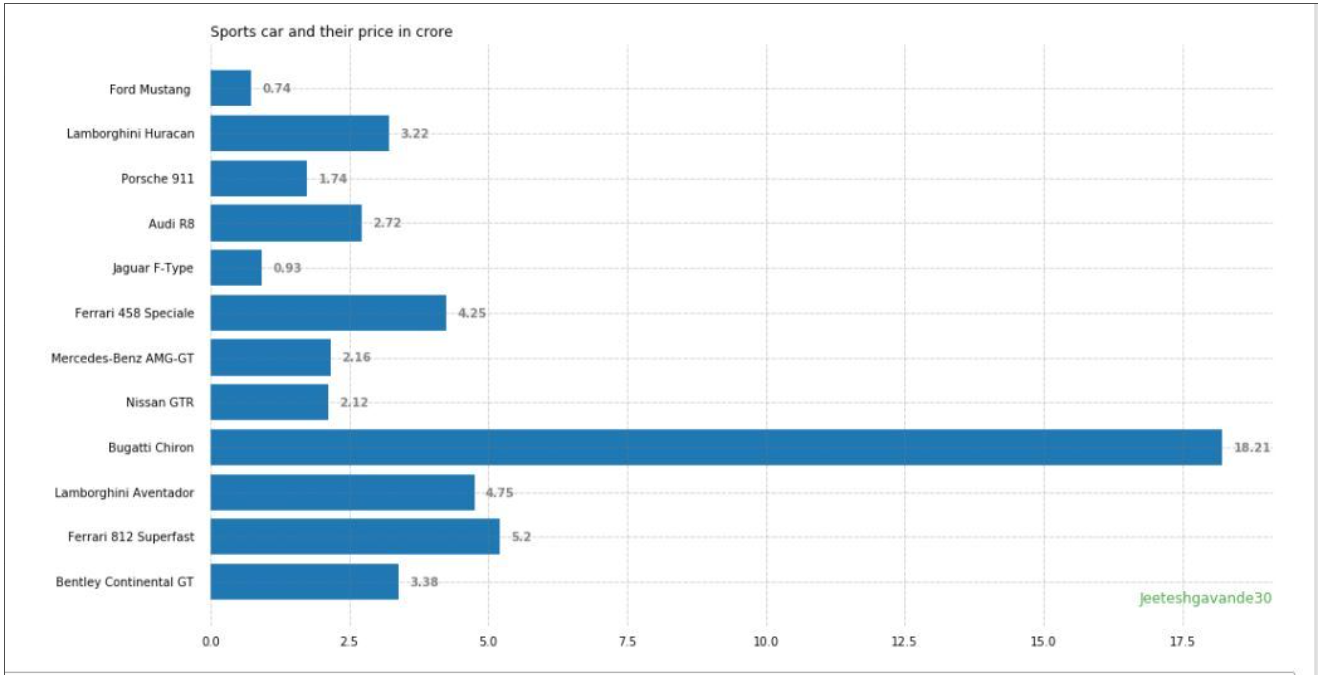 Sports car and their price in crore
Ford Mustang 0.74
Lamborghini Huracan 3.22
Porsche 911 1.74
Audi R8 2.72
Jaguar F-Type 0.93
Ferrari 458 Speciale 4.25
Mercedes-Benz AMG-GT 2.16
Nissan GTR 2.12
Bugatti Chiron 18.21
Lamborghini Aventador 4.75
Ferrari 812 Superfast 5.2
Bentley Continental GT 3.38
Jeeteshgavande30
0.0 2.5 5.0 7.5 10.0 12.5 15.0 17.5